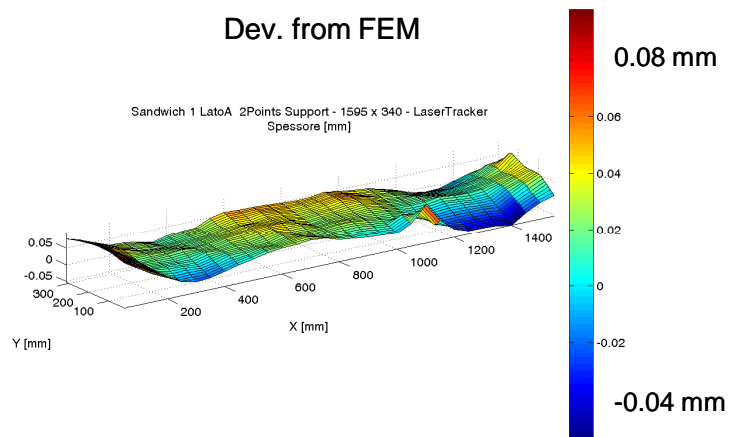 Dev. from FEM
0.08 mm
Sandwich 1 LatoA 2Points Support - 1595 x 340 - LaserTracker
Spessore [mm]
0.06
0.04
0.02
0
-0.02
-0.04 mm
0.05
0
-0.05
300
200
100
200
400
600
800
1000
1200
1400
X [mm]
Y [mm]